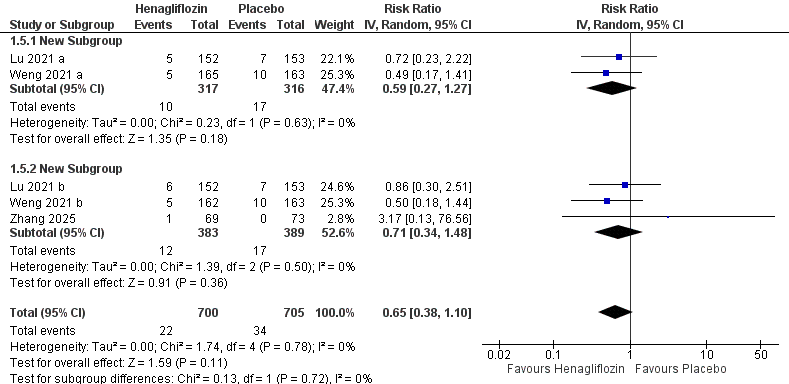 Henagliflozin Placebo Risk Ratio Risk Ratio
Study or Subgroup Events Total Events Total Weight IV, Random, 95% CI IV, Random, 95% CI
1.5.1 New Subgroup
Lu 2021 a 5 152 7 153 22.1% 0.72 [0.23, 2.22]
Weng 2021 a 5 165 10 163 25.3% 0.49 [0.17, 1.41]
Subtotal (95% CI) 317 316 47.4% 0.59 [0.27, 1.27]
Total events 10 17
Heterogeneity: Tau² = 0.00; Chi² = 0.23, df = 1 (P = 0.63); I² = 0%
Test for overall effect: Z = 1.35 (P = 0.18)
1.5.2 New Subgroup
Lu 2021 b 6 152 7 153 24.6% 0.86 [0.30, 2.51]
Weng 2021 b 5 162 10 163 25.3% 0.50 [0.18, 1.44]
Zhang 2025 1 69 0 73 2.8% 3.17 [0.13, 76.56]
Subtotal (95% CI) 383 389 52.6% 0.71 [0.34, 1.48]
Total events 12 17
Heterogeneity: Tau² = 0.00; Chi² = 1.39, df = 2 (P = 0.50); I² = 0%
Test for overall effect: Z = 0.91 (P = 0.36)
Total (95% CI) 700 705 100.0% 0.65 [0.38, 1.10]
Total events 22 34
Heterogeneity: Tau² = 0.00; Chi² = 1.74, df = 4 (P = 0.78); I² = 0%
Test for overall effect: Z = 1.59 (P = 0.11)
Test for subgroup differences: Chi² = 0.13, df = 1 (P = 0.72), I² = 0%
0.02 0.1 1 10 50
Favours Henagliflozin Favours Placebo